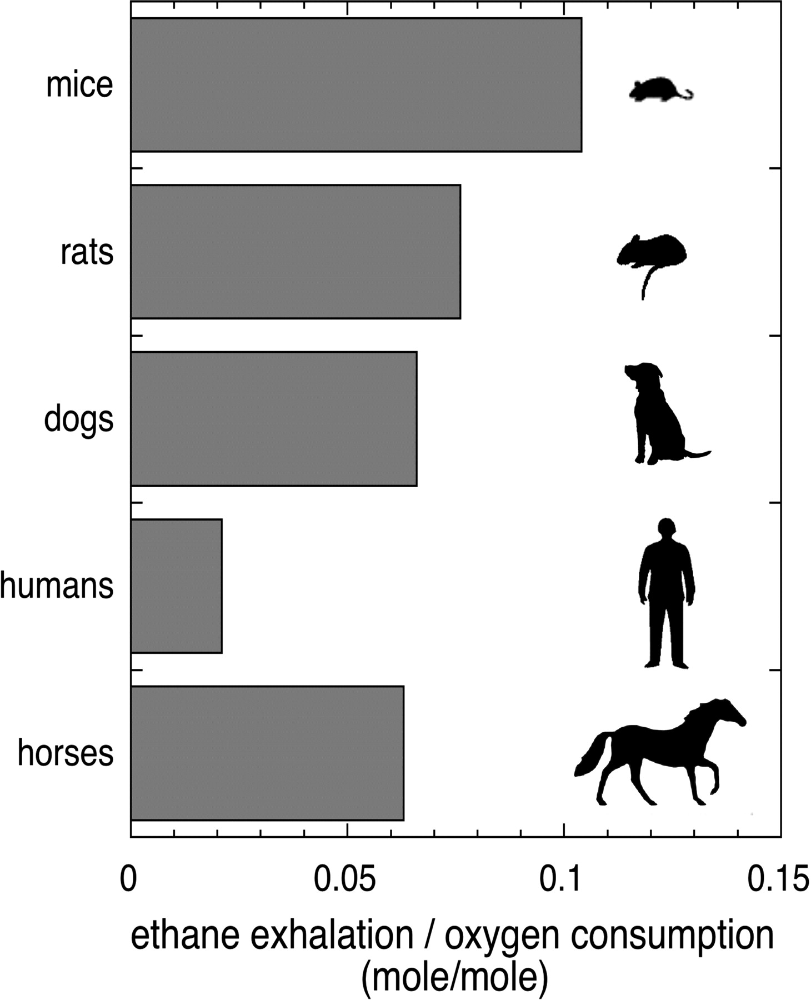 mice
rats
dogs
humans
horses
0 0.05 0.1 0.15
ethane exhalation / oxygen consumption
(mole/mole)